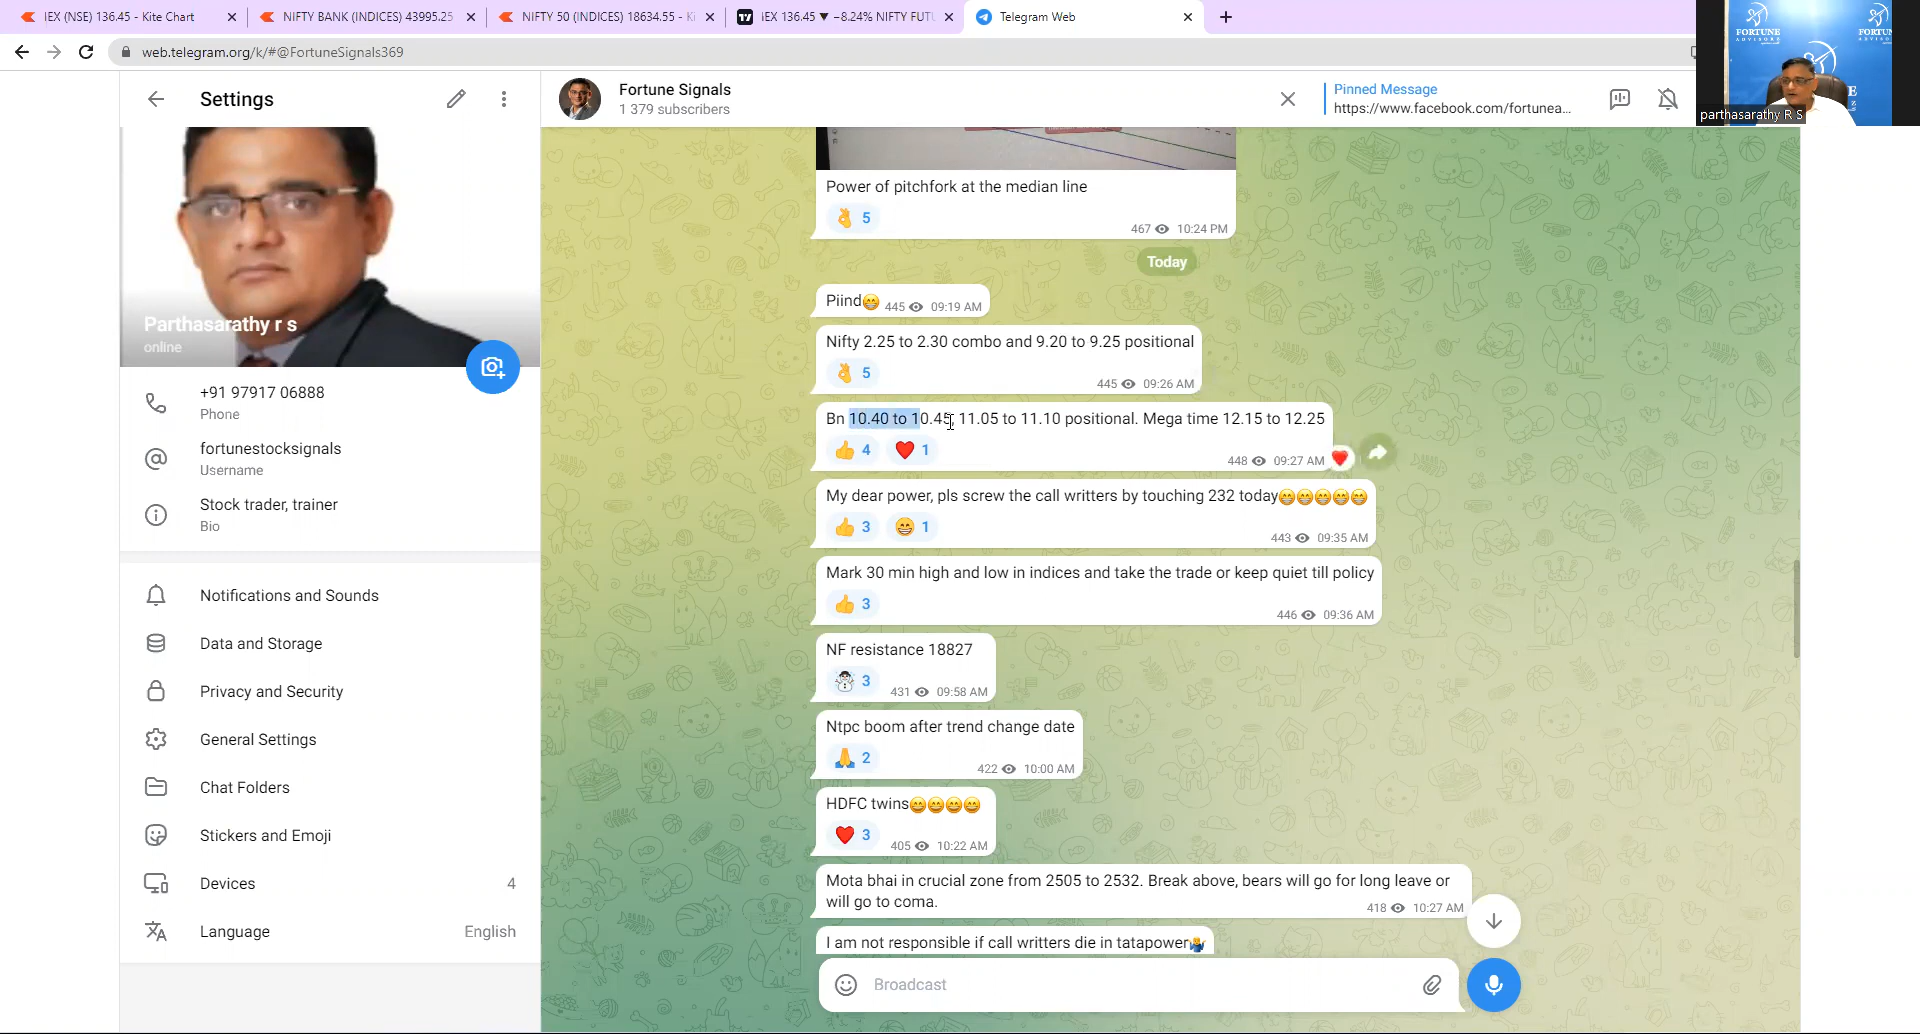 IEX (NSE) 136.45 - Kite Chart
NIFTY BANK (INDICES) 43995.25
NIFTY 50 (INDICES) 18634.55 - Ki
IEX 136.45 ▼ −8.24% NIFTY FUTU
Telegram Web
web.telegram.org/k/#@FortuneSignals369
Settings
Fortune Signals
1 379 subscribers
Pinned Message
https://www.facebook.com/fortunea...
FORTUNE
parthasarathy R S
Parthasarathy r s
online
+91 97917 06888
Phone
fortunestocksignals
Username
Stock trader, trainer
Bio
Notifications and Sounds
Data and Storage
Privacy and Security
General Settings
Chat Folders
Stickers and Emoji
Devices 4
Language English
Power of pitchfork at the median line
👌 5
467 10:24 PM
Today
Piind😁 445 09:19 AM
Nifty 2.25 to 2.30 combo and 9.20 to 9.25 positional
👌 5
445 09:26 AM
Bn 10.40 to 10.45, 11.05 to 11.10 positional. Mega time 12.15 to 12.25
👍 4 ❤ 1
448 09:27 AM
My dear power, pls screw the call writters by touching 232 today😁😁😁😁😁
👍 3 😁 1
443 09:35 AM
Mark 30 min high and low in indices and take the trade or keep quiet till policy
👍 3
446 09:36 AM
NF resistance 18827
☃ 3 431 09:58 AM
Ntpc boom after trend change date
🙏 2
422 10:00 AM
HDFC twins😄😄😄😄
❤ 3 405 10:22 AM
Mota bhai in crucial zone from 2505 to 2532. Break above, bears will go for long leave or
will go to coma.
418 10:27 AM
I am not responsible if call writters die in tatapower🤷‍♂️
Broadcast